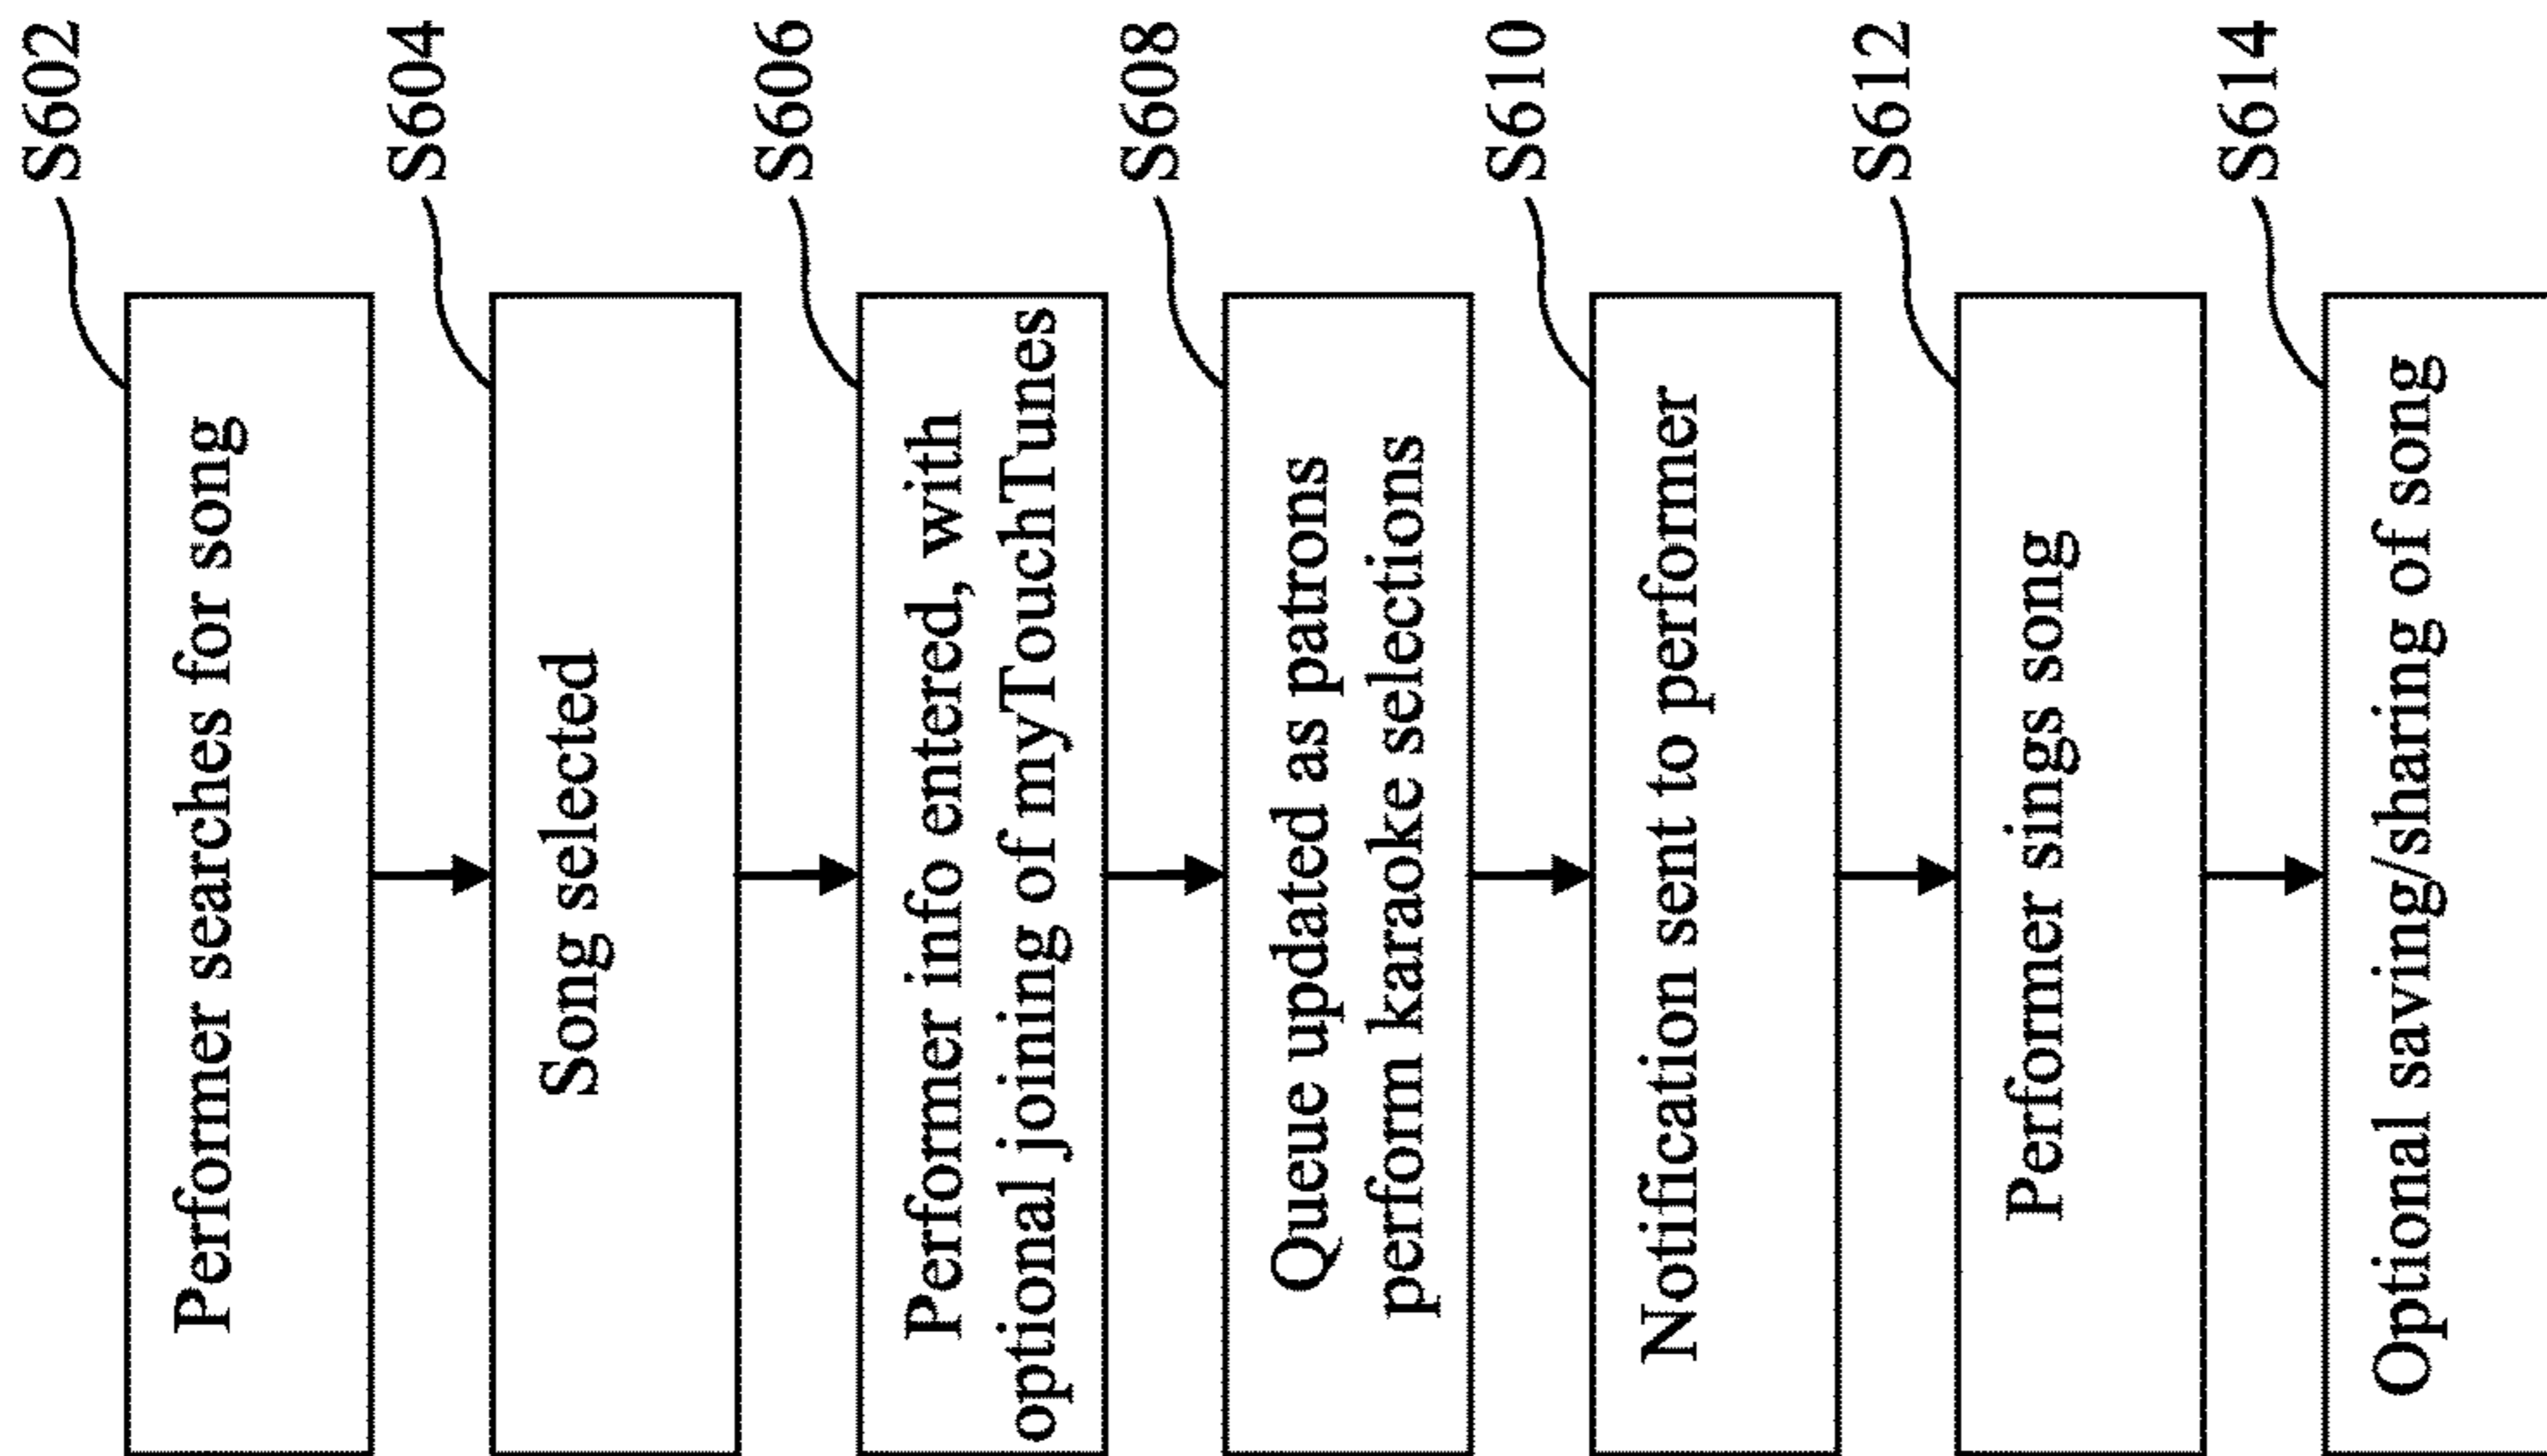 S602
Performer searches for song
S604
Song selected
S606
Performer info entered, with
optional joining of myTouchTunes
S608
Queue updated as patrons
perform karaoke selections
S610
Notification sent to performer
S612
Performer sings song
S614
Optional saving/sharing of song